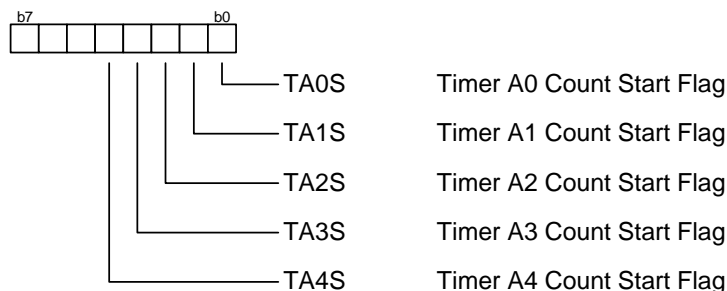 b7 b0
TA0S Timer A0 Count Start Flag
TA1S Timer A1 Count Start Flag
TA2S Timer A2 Count Start Flag
TA3S Timer A3 Count Start Flag
TA4S Timer A4 Count Start Flag